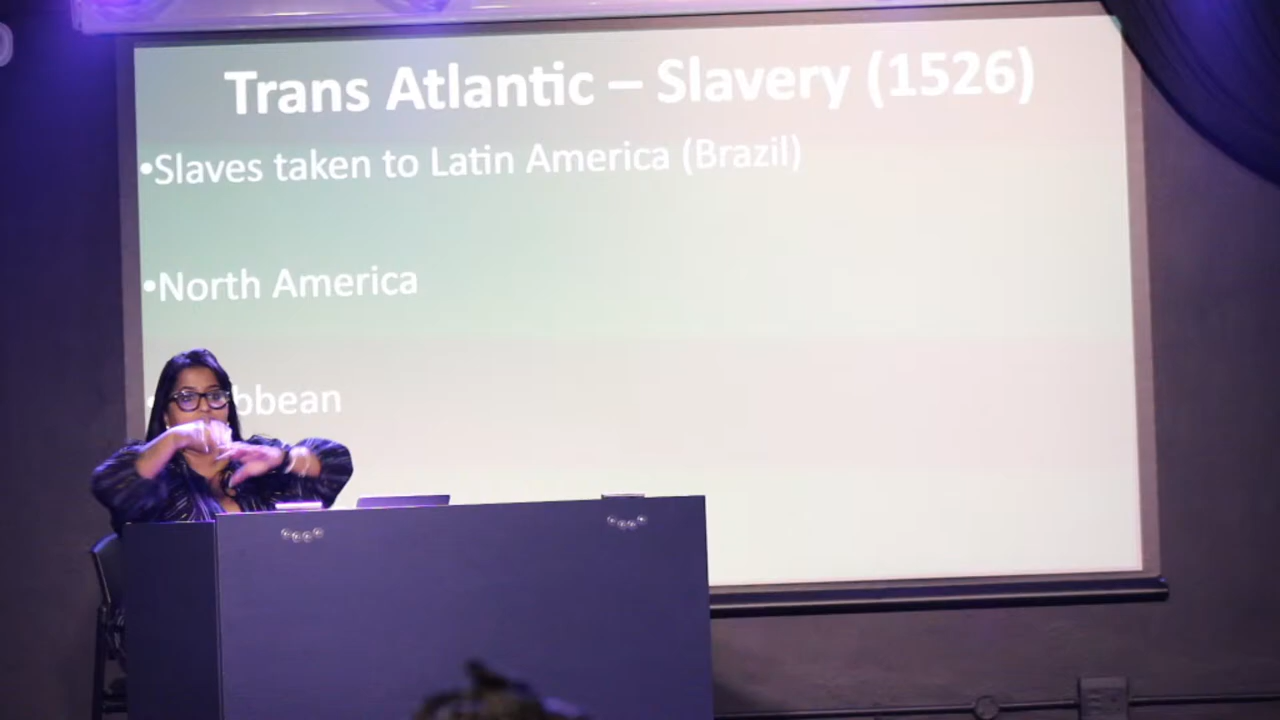 Trans Atlantic – Slavery (1526)
•Slaves taken to Latin America (Brazil)
•North America